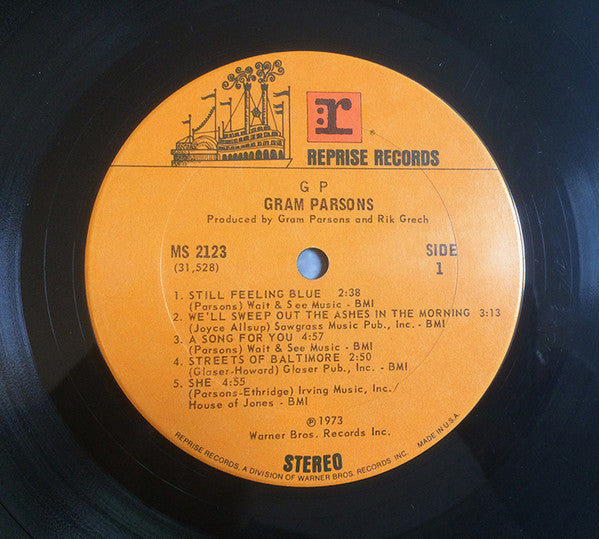 r
®
REPRISE RECORDS
G P
GRAM PARSONS
Produced by Gram Parsons and Rik Grech
MS 2123
(31,528)
SIDE
1
1. STILL FEELING BLUE 2:38
(Parsons) Wait & See Music - BMI
2. WE'LL SWEEP OUT THE ASHES IN THE MORNING 3:13
(Joyce Allsup) Sawgrass Music Pub., Inc. - BMI
3. A SONG FOR YOU 4:57
(Parsons) Wait & See Music - BMI
4. STREETS OF BALTIMORE 2:50
(Glaser-Howard) Glaser Pub., Inc. - BMI
5. SHE 4:55
(Parsons-Ethridge) Irving Music, Inc./
House of Jones - BMI
℗ 1973
Warner Bros. Records Inc.
STEREO
REPRISE RECORDS, A DIVISION OF WARNER BROS. RECORDS INC. MADE IN U.S.A.